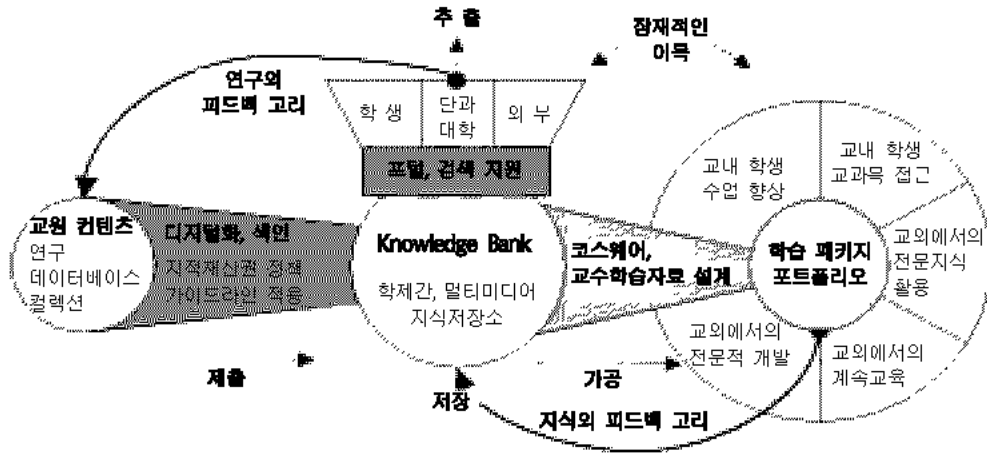 추 출
잠재적인
이목
연구의
피드백 고리
학 생
단과
대학
외 부
포털, 검색 지원
교내 학생
수업 향상
교내 학생
교과목 접근
교원 컨텐츠
연구
데이터베이스
컬렉션
디지털화, 색인
지적재산권 정책
가이드라인 적용
Knowledge Bank
학제간, 멀티미디어
지식저장소
코스웨어,
교수학습자료 설계
학습 패키지
포트폴리오
교외에서의
전문지식
활용
교외에서의
전문적 개발
교외에서의
계속교육
제출
저장
가공
지식의 피드백 고리